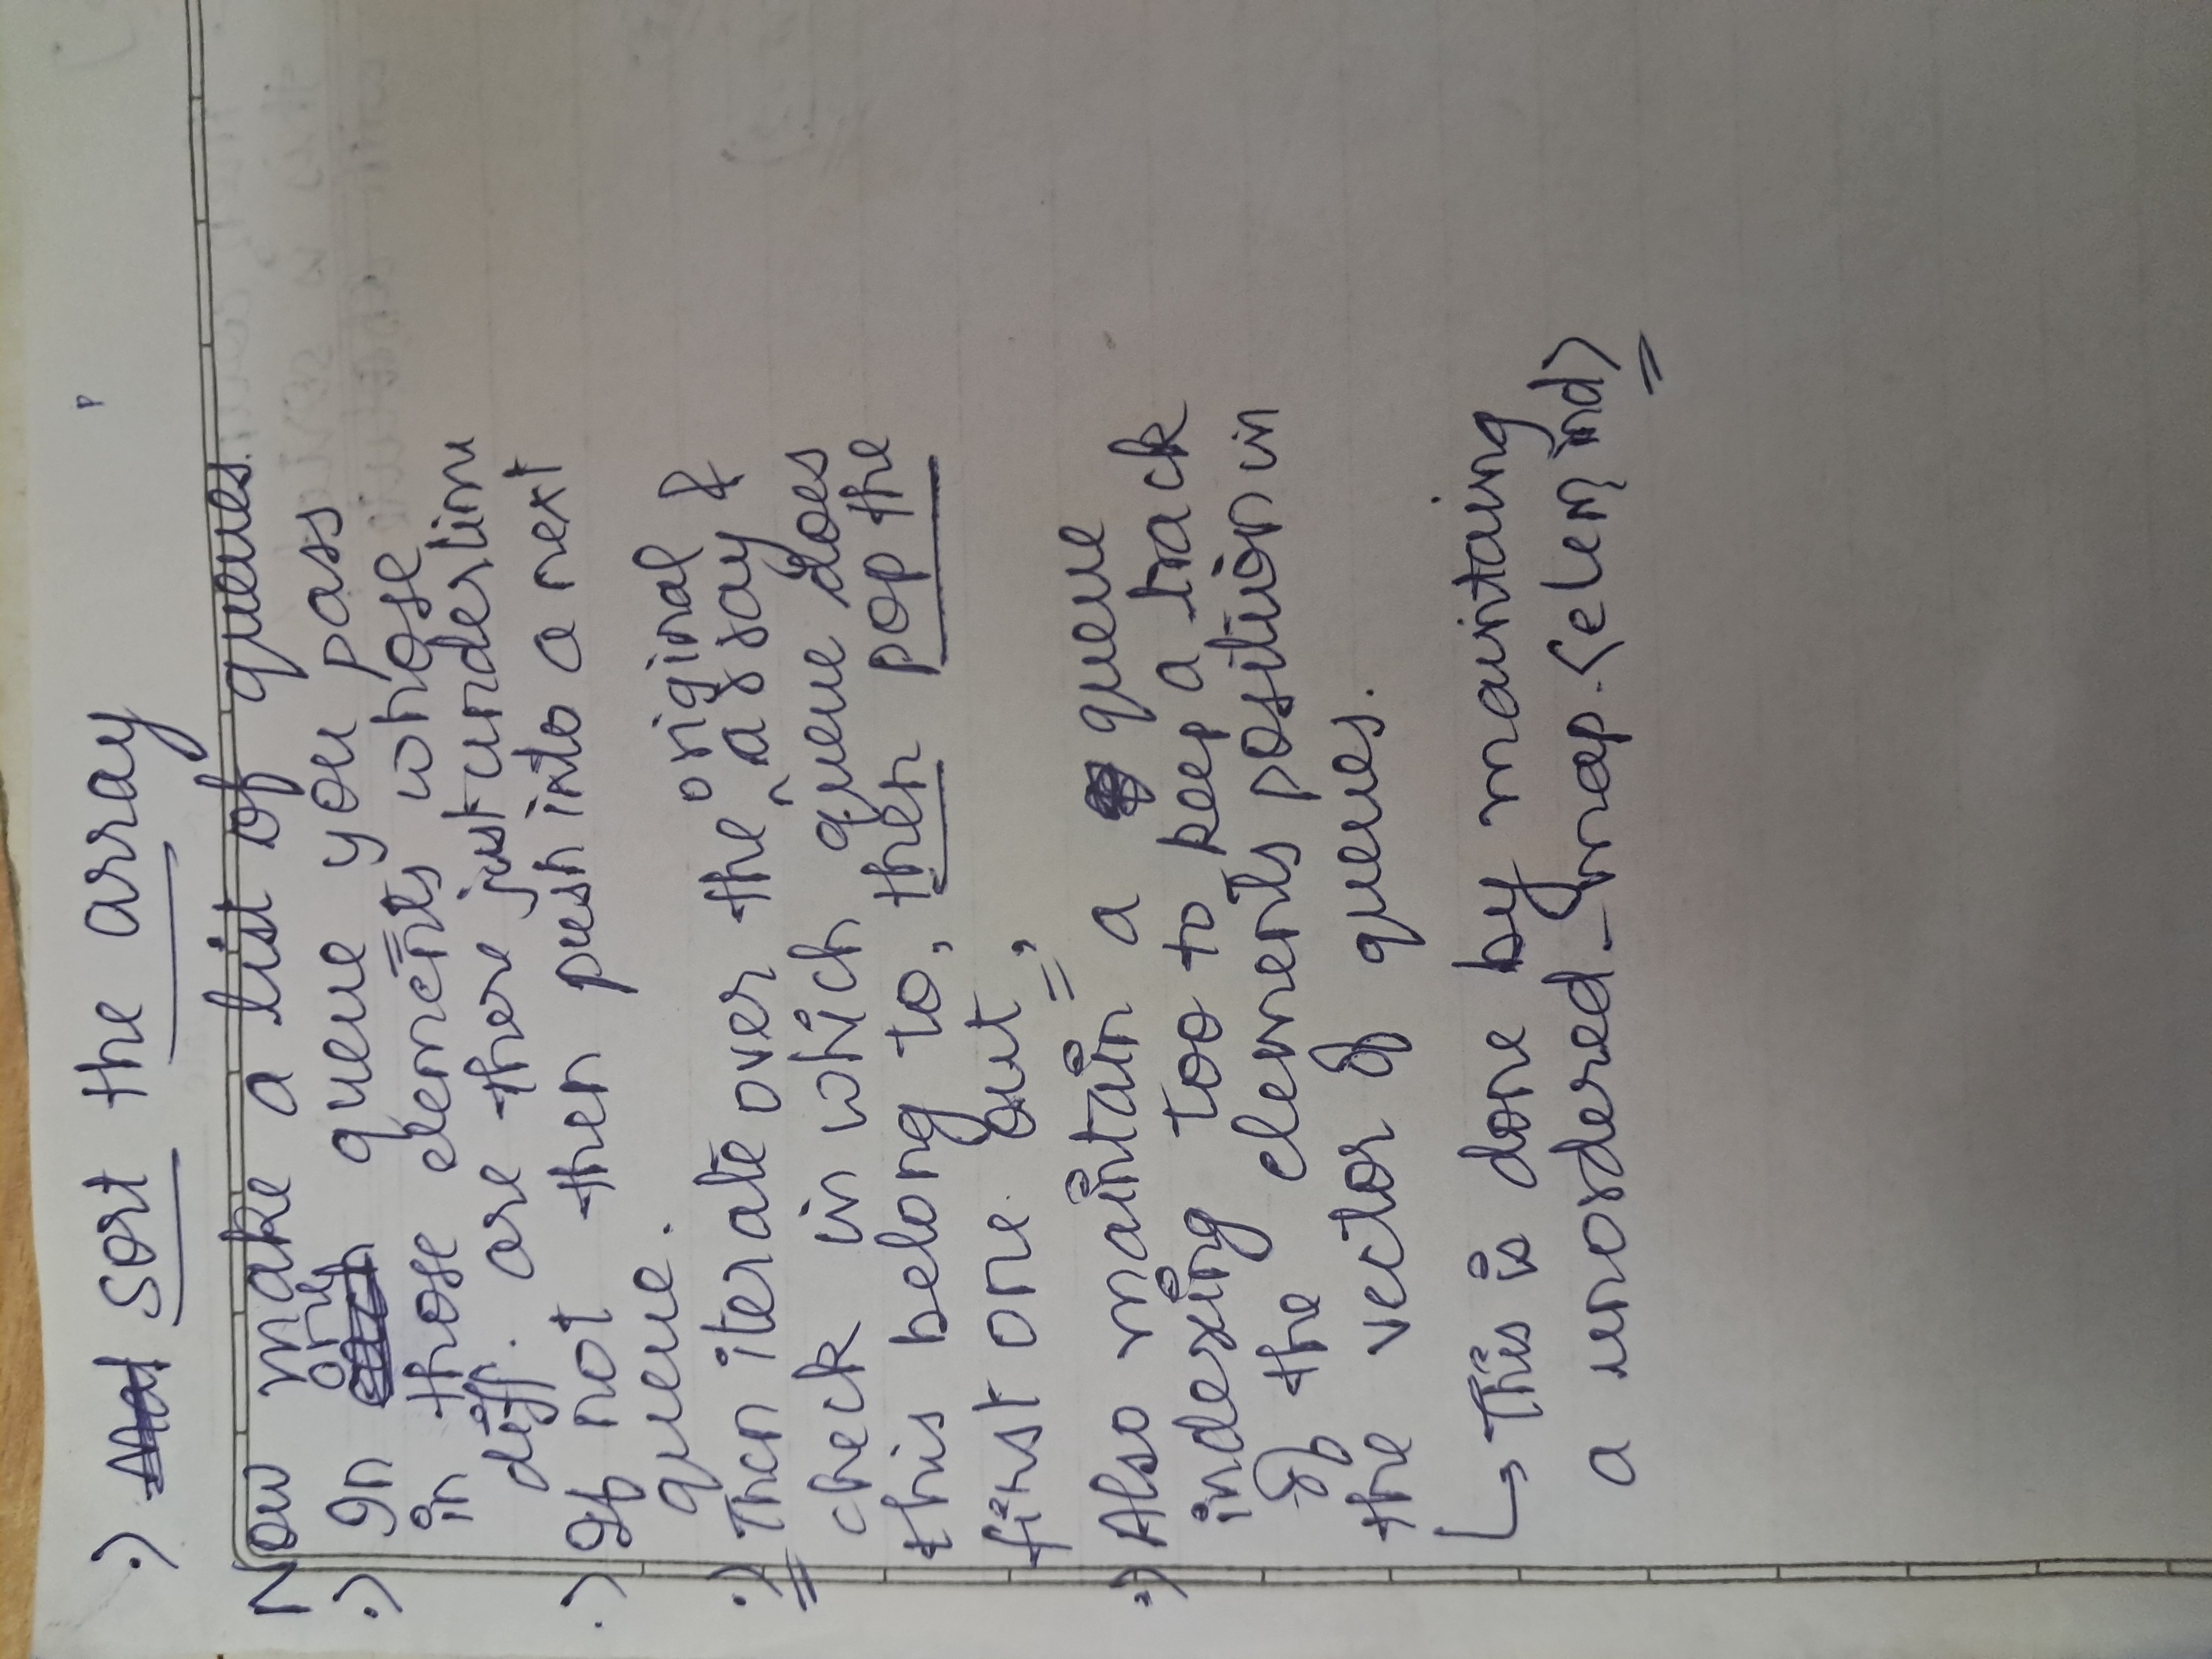 ·) sort the array
Now make a list of queues.
·) In any queue you pass
in those elements whose
diff. are there just under limi
·) If not then push into a next
queue.
·) Then iterate over the original array &
check in which queue does
this belong to, then pop the
first one out,
·) Also maintain a queue
indexing too to keep a track
of the elements position in
the vector of queues.
↳ This is done by maintaing
a unordered_map <elem, ind>